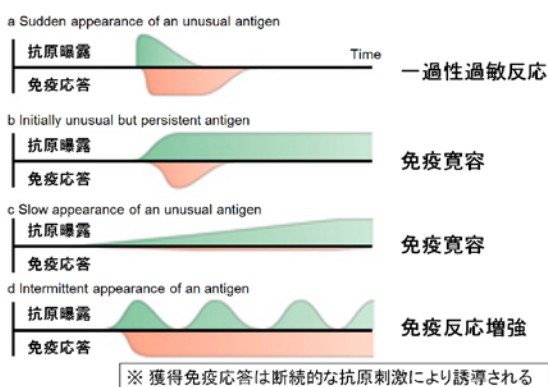 a Sudden appearance of an unusual antigen
抗原曝露
Time
免疫応答
一過性過敏反応
b Initially unusual but persistent antigen
抗原曝露
免疫応答
免疫寛容
c Slow appearance of an unusual antigen
抗原曝露
免疫応答
免疫寛容
d Intermittent appearance of an antigen
抗原曝露
免疫応答
免疫反応増強
※ 獲得免疫応答は断続的な抗原刺激により誘導される